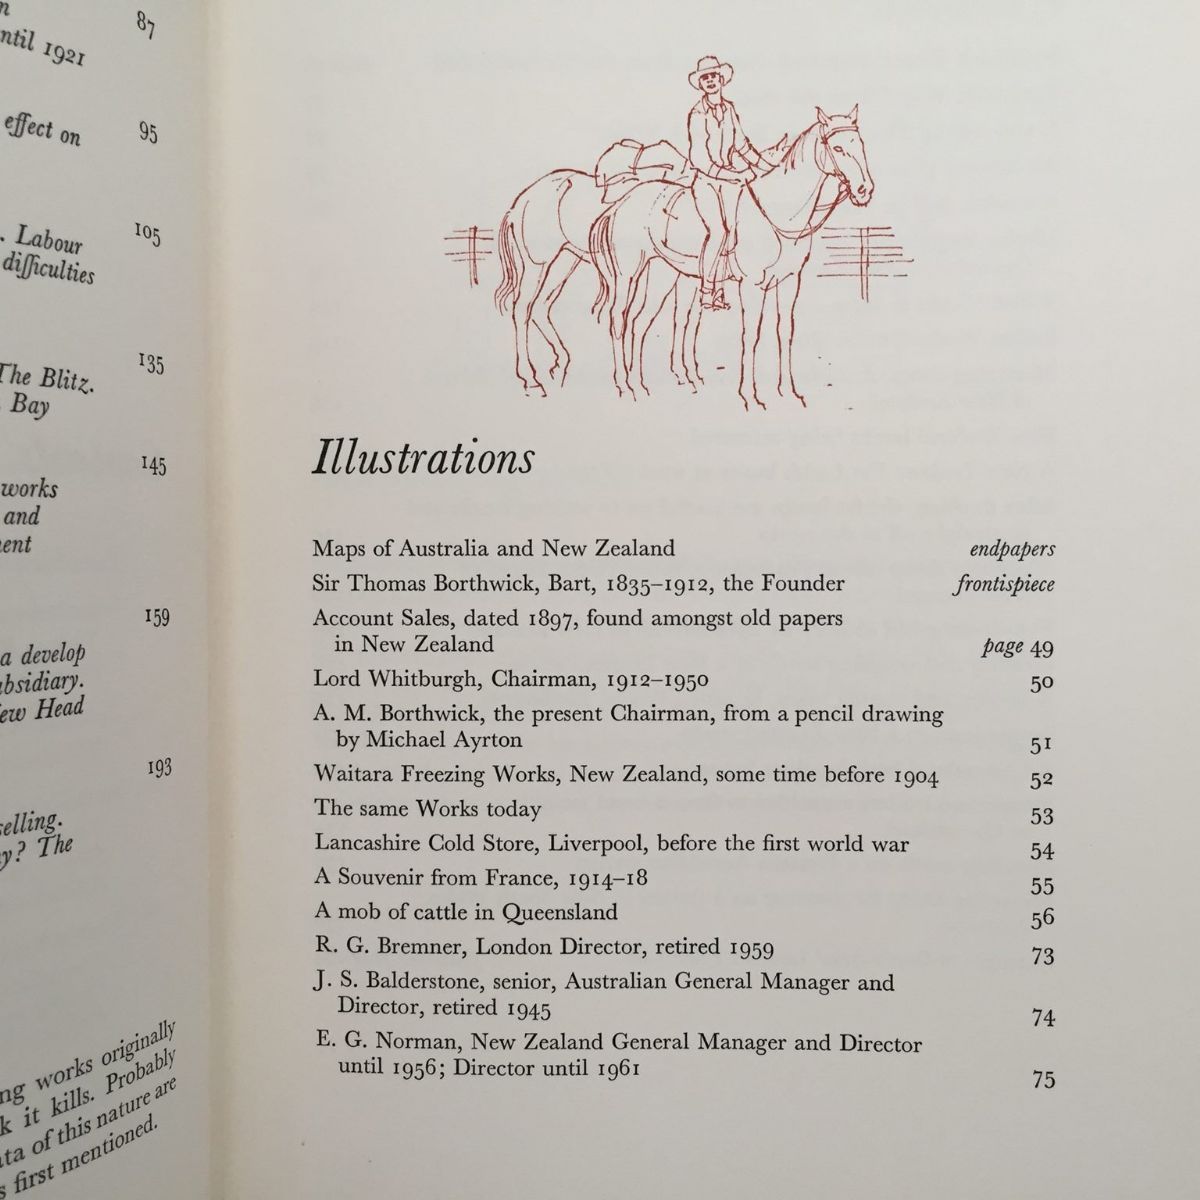 87
until 1921
effect on
95
. Labour
105
difficulties
135
The Blitz.
Bay
145
works
and
159
a develop
New Head
193
selling.
? The
works originally
k it kills. Probably
of this nature are
first mentioned.
Illustrations
Maps of Australia and New Zealand endpapers
Sir Thomas Borthwick, Bart, 1835–1912, the Founder frontispiece
Account Sales, dated 1897, found amongst old papers
in New Zealand page 49
Lord Whitburgh, Chairman, 1912–1950 50
A. M. Borthwick, the present Chairman, from a pencil drawing
by Michael Ayrton 51
Waitara Freezing Works, New Zealand, some time before 1904 52
The same Works today 53
Lancashire Cold Store, Liverpool, before the first world war 54
A Souvenir from France, 1914–18 55
A mob of cattle in Queensland 56
R. G. Bremner, London Director, retired 1959 73
J. S. Balderstone, senior, Australian General Manager and
Director, retired 1945 74
E. G. Norman, New Zealand General Manager and Director
until 1956; Director until 1961 75